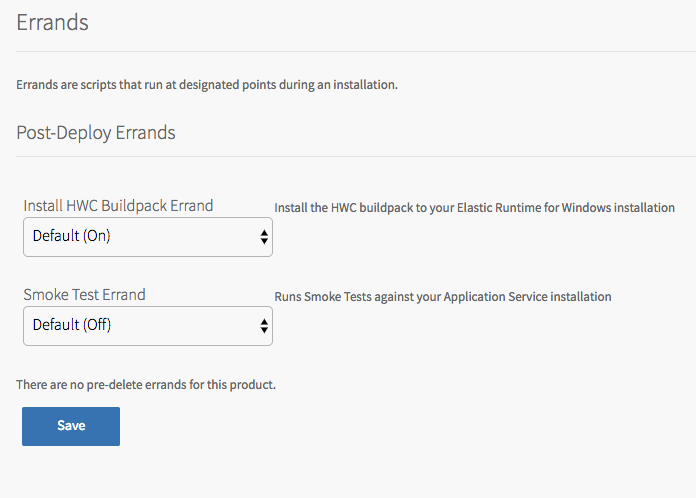 Errands
Errands are scripts that run at designated points during an installation.
Post-Deploy Errands
Install HWC Buildpack Errand
Install the HWC buildpack to your Elastic Runtime for Windows installation
Default (On)
Smoke Test Errand
Runs Smoke Tests against your Application Service installation
Default (Off)
There are no pre-delete errands for this product.
Save